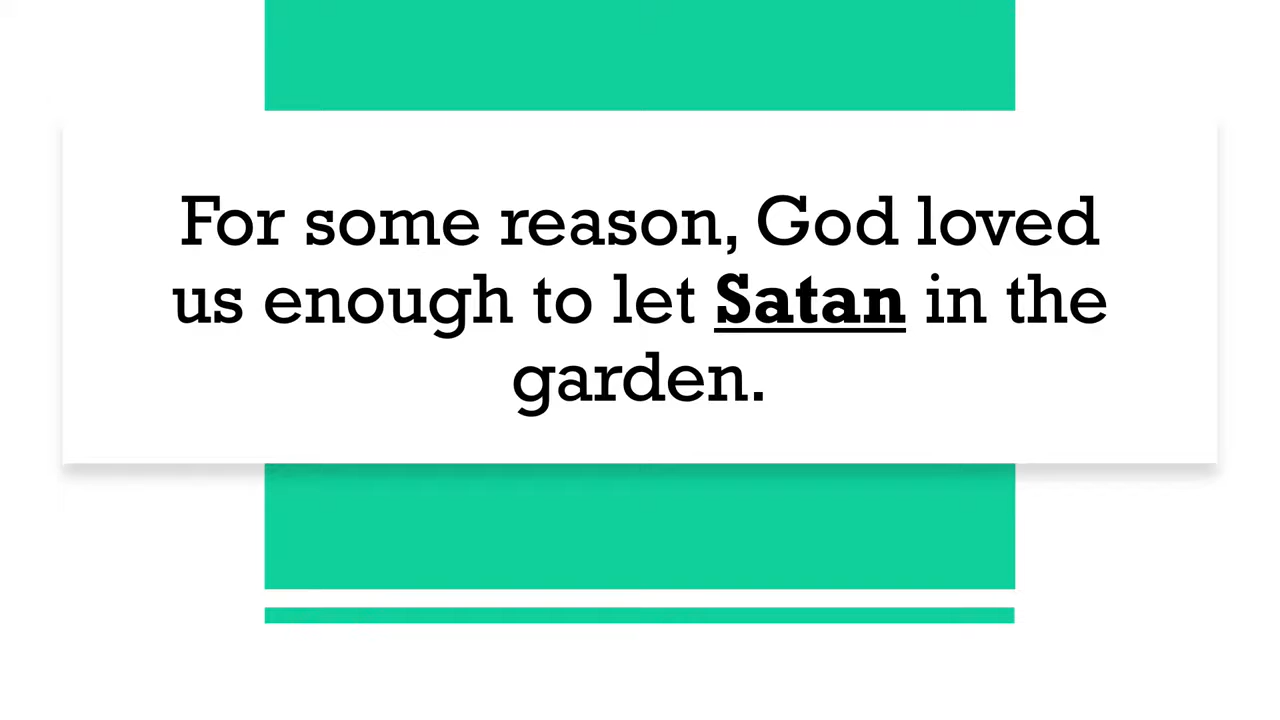 For some reason, God loved
us enough to let Satan in the
garden.